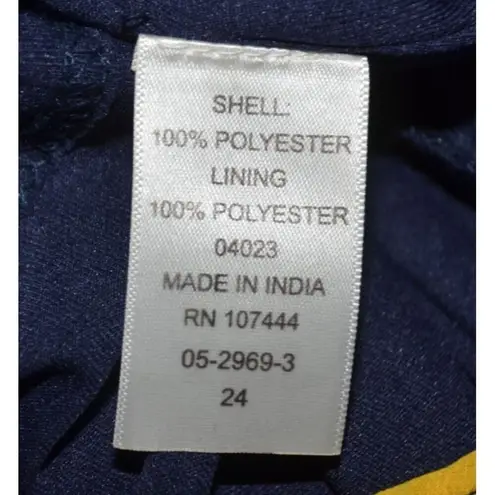 SHELL:
100% POLYESTER
LINING
100% POLYESTER
04023
MADE IN INDIA
RN 107444
05-2969-3
24